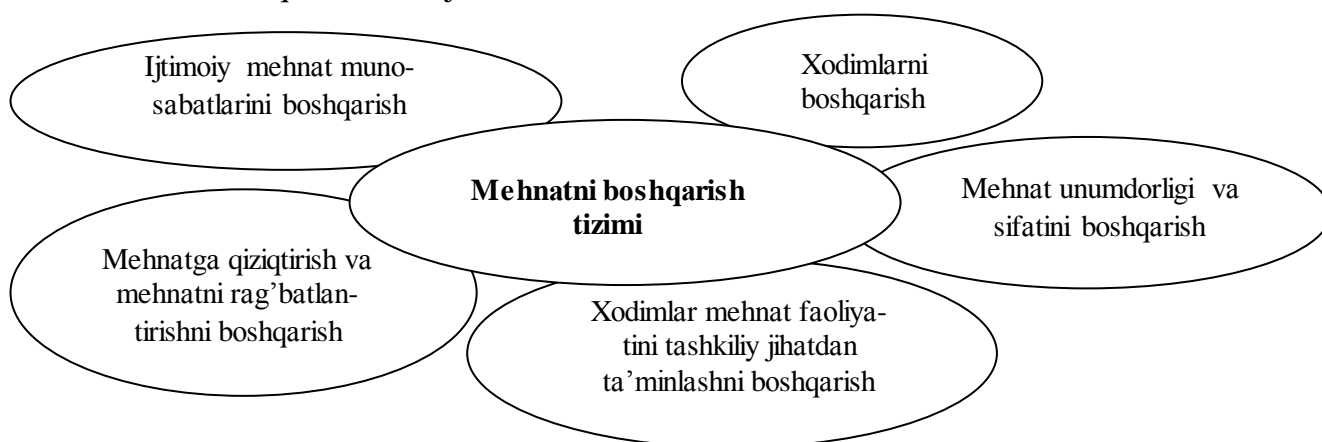 Ijtimoiy mehnat muno-
sabatlarini boshqarish
Xodimlarni
boshqarish
Mehnatni boshqarish
tizimi
Mehnat unumdorligi va
sifatini boshqarish
Mehnatga qiziqtirish va
mehnatni rag’batlan-
tirishni boshqarish
Xodimlar mehnat faoliya-
tini tashkiliy jihatdan
ta’minlashni boshqarish